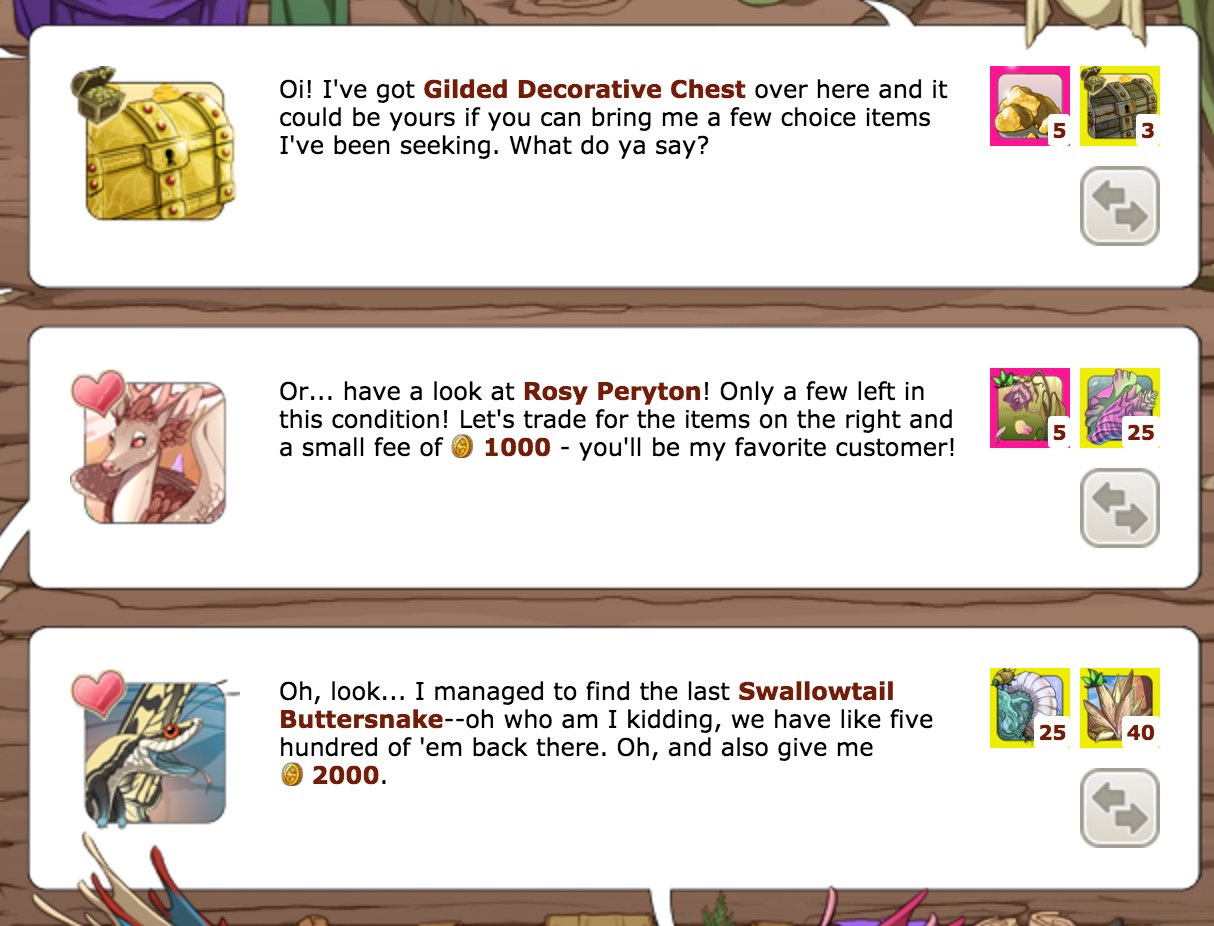 Oi! I've got Gilded Decorative Chest over here and it
could be yours if you can bring me a few choice items
I've been seeking. What do ya say?
5
3
Or... have a look at Rosy Peryton! Only a few left in
this condition! Let's trade for the items on the right and
a small fee of 1000 - you'll be my favorite customer!
5
25
Oh, look... I managed to find the last Swallowtail
Buttersnake--oh who am I kidding, we have like five
hundred of 'em back there. Oh, and also give me
2000.
25
40